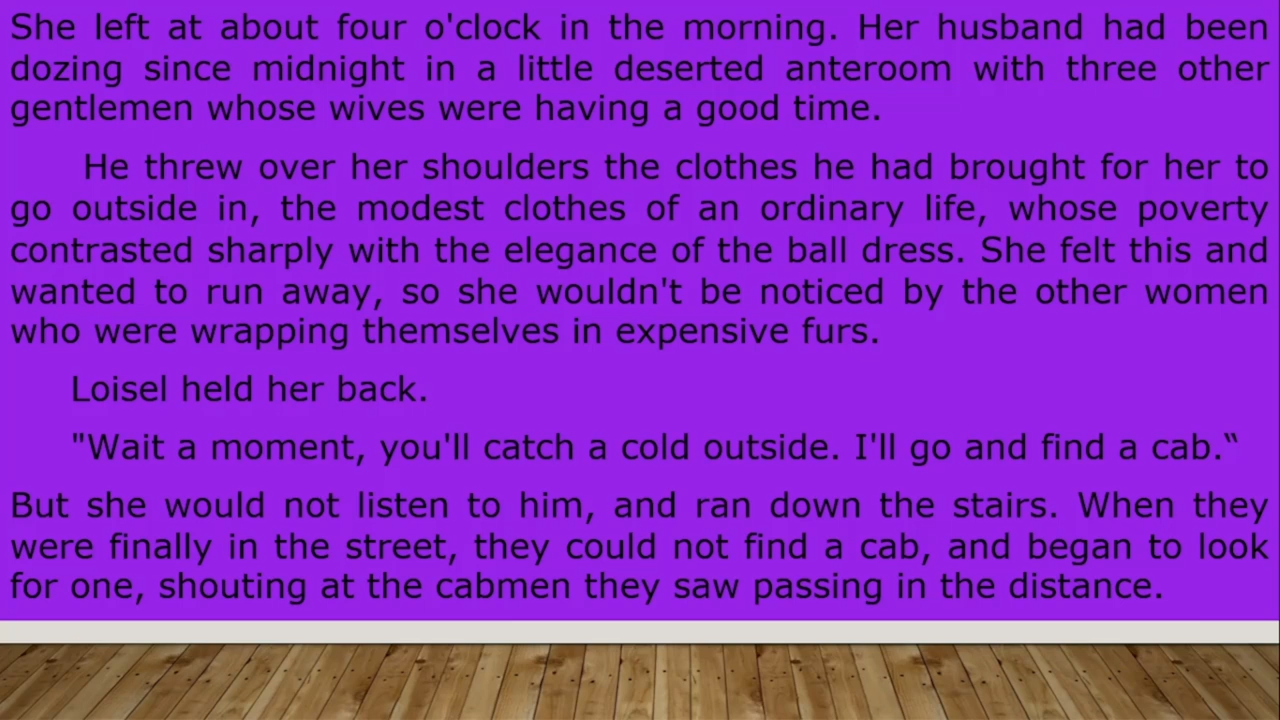 She left at about four o'clock in the morning. Her husband had been
dozing since midnight in a little deserted anteroom with three other
gentlemen whose wives were having a good time.
He threw over her shoulders the clothes he had brought for her to
go outside in, the modest clothes of an ordinary life, whose poverty
contrasted sharply with the elegance of the ball dress. She felt this and
wanted to run away, so she wouldn't be noticed by the other women
who were wrapping themselves in expensive furs.
Loisel held her back.
"Wait a moment, you'll catch a cold outside. I'll go and find a cab.“
But she would not listen to him, and ran down the stairs. When they
were finally in the street, they could not find a cab, and began to look
for one, shouting at the cabmen they saw passing in the distance.